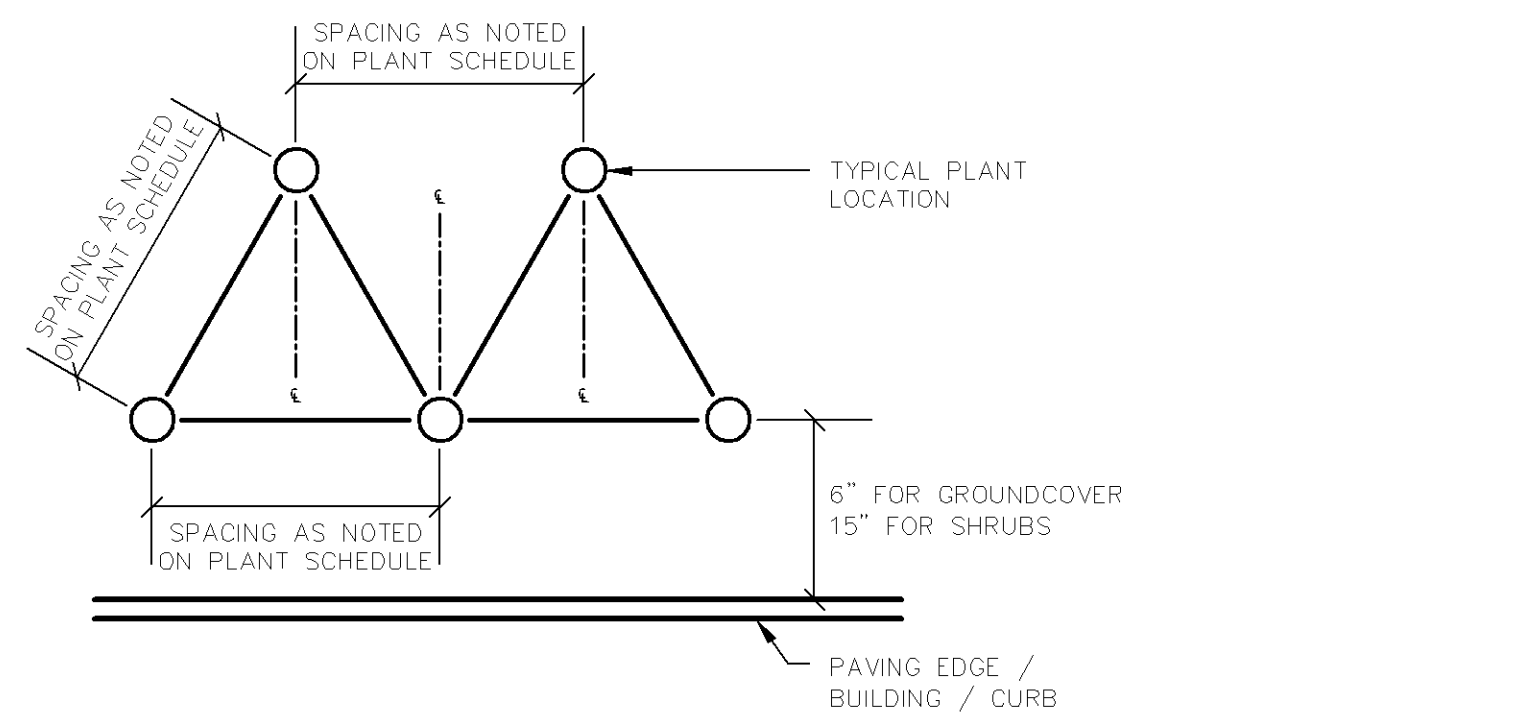 SPACING AS NOTED
ON PLANT SCHEDULE
SPACING AS NOTED
ON PLANT SCHEDULE
TYPICAL PLANT
LOCATION
℄
℄
℄
6" FOR GROUNDCOVER
15" FOR SHRUBS
SPACING AS NOTED
ON PLANT SCHEDULE
PAVING EDGE /
BUILDING / CURB